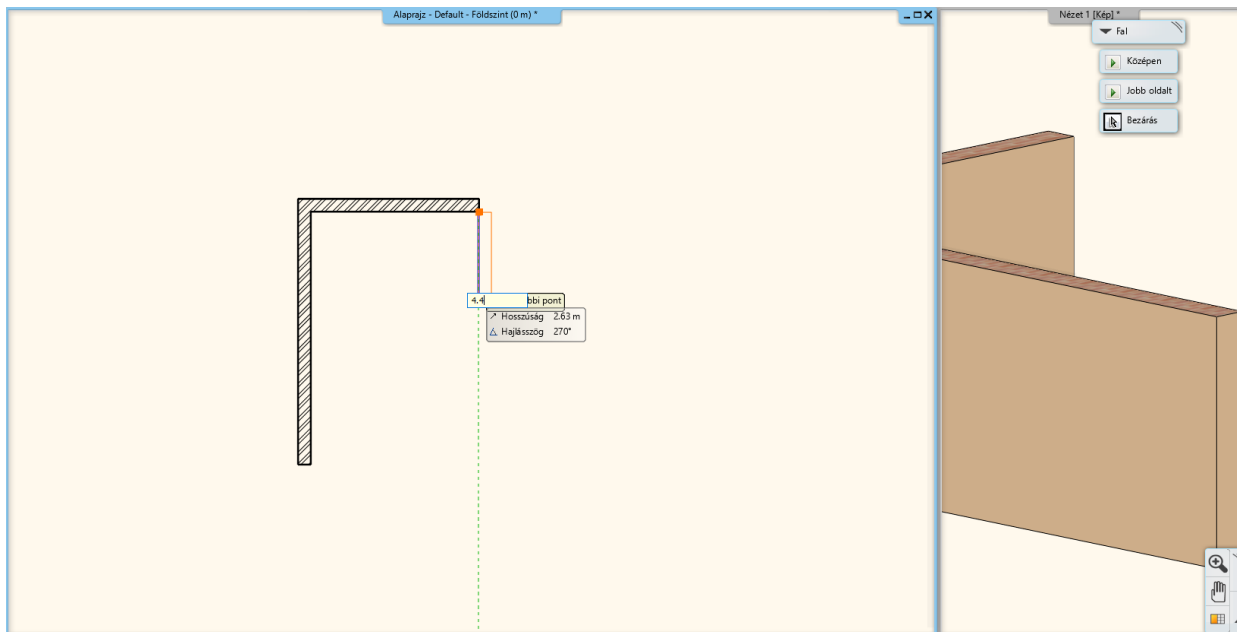 Alaprajz - Default - Földszint (0 m) *
Nézet 1 [Kép] *
Fal
Középen
Jobb oldalt
Bezárás
4.4
bbi pont
Hosszúság 2.63 m
Hajlásszög 270°